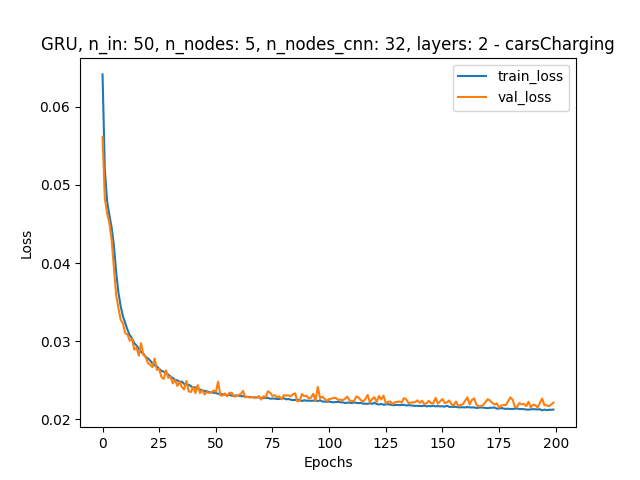 GRU, n_in: 50, n_nodes: 5, n_nodes_cnn: 32, layers: 2 - carsCharging
train_loss
val_loss
0.06
0.05
0.04
0.03
0.02
Loss
0 25 50 75 100 125 150 175 200
Epochs